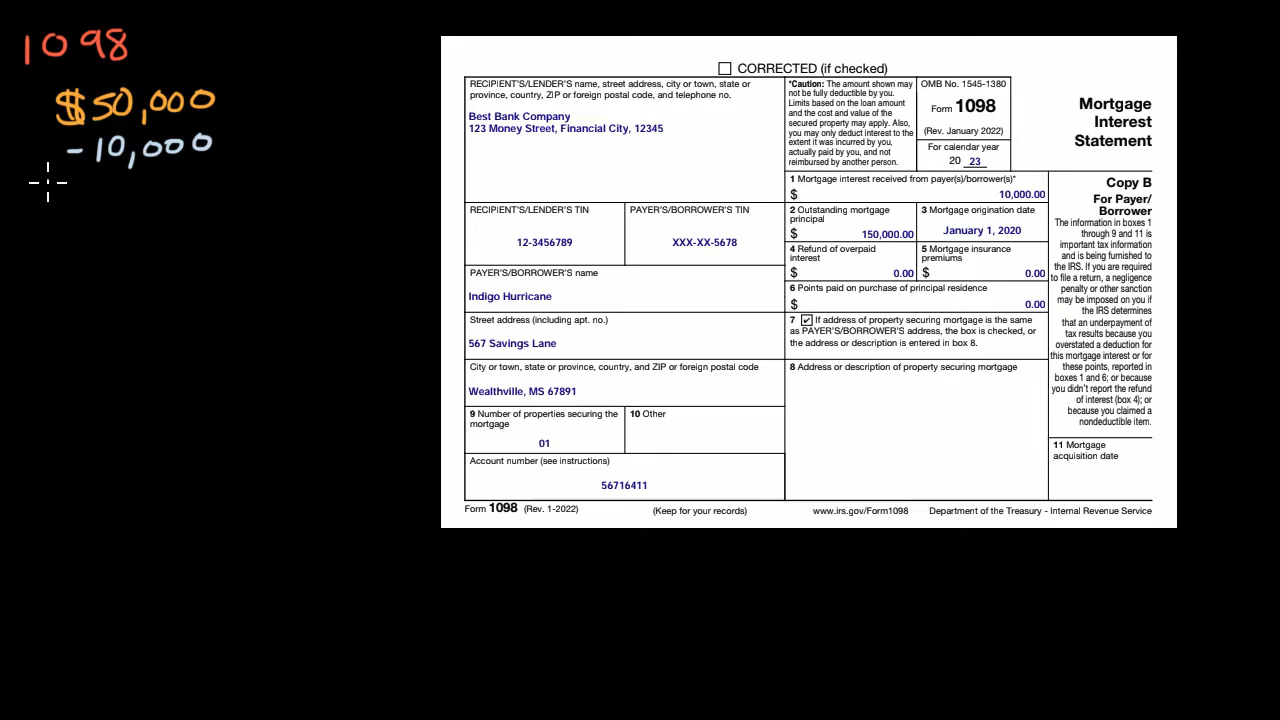 1098
$50,000
-10,000
CORRECTED (if checked)
RECIPIENT'S/LENDER'S name, street address, city or town, state or
province, country, ZIP or foreign postal code, and telephone no.
Best Bank Company
123 Money Street, Financial City, 12345
*Caution: The amount shown may
not be fully deductible by you.
Limits based on the loan amount
and the cost and value of the
secured property may apply. Also,
you may only deduct interest to the
extent it was incurred by you,
actually paid by you, and not
reimbursed by another person.
OMB No. 1545-1380
Form 1098
(Rev. January 2022)
For calendar year
20 23
Mortgage
Interest
Statement
1 Mortgage interest received from payer(s)/borrower(s)*
$ 10,000.00
Copy B
For Payer/
Borrower
The information in boxes 1
through 9 and 11 is
important tax information
and is being furnished to
the IRS. If you are required
to file a return, a negligence
penalty or other sanction
may be imposed on you if
the IRS determines
that an underpayment of
tax results because you
overstated a deduction for
this mortgage interest or for
these points, reported in
boxes 1 and 6; or because
you didn't report the refund
of interest (box 4); or
because you claimed a
nondeductible item.
RECIPIENT'S/LENDER'S TIN
12-3456789
PAYER'S/BORROWER'S TIN
XXX-XX-5678
2 Outstanding mortgage
principal
$ 150,000.00
3 Mortgage origination date
January 1, 2020
4 Refund of overpaid
interest
$ 0.00
5 Mortgage insurance
premiums
$ 0.00
PAYER'S/BORROWER'S name
Indigo Hurricane
6 Points paid on purchase of principal residence
$ 0.00
Street address (including apt. no.)
567 Savings Lane
7 ✔ If address of property securing mortgage is the same
as PAYER'S/BORROWER'S address, the box is checked, or
the address or description is entered in box 8.
City or town, state or province, country, and ZIP or foreign postal code
Wealthville, MS 67891
8 Address or description of property securing mortgage
9 Number of properties securing the
mortgage
01
10 Other
11 Mortgage
acquisition date
Account number (see instructions)
56716411
Form 1098 (Rev. 1-2022)
(Keep for your records)
www.irs.gov/Form1098
Department of the Treasury - Internal Revenue Service